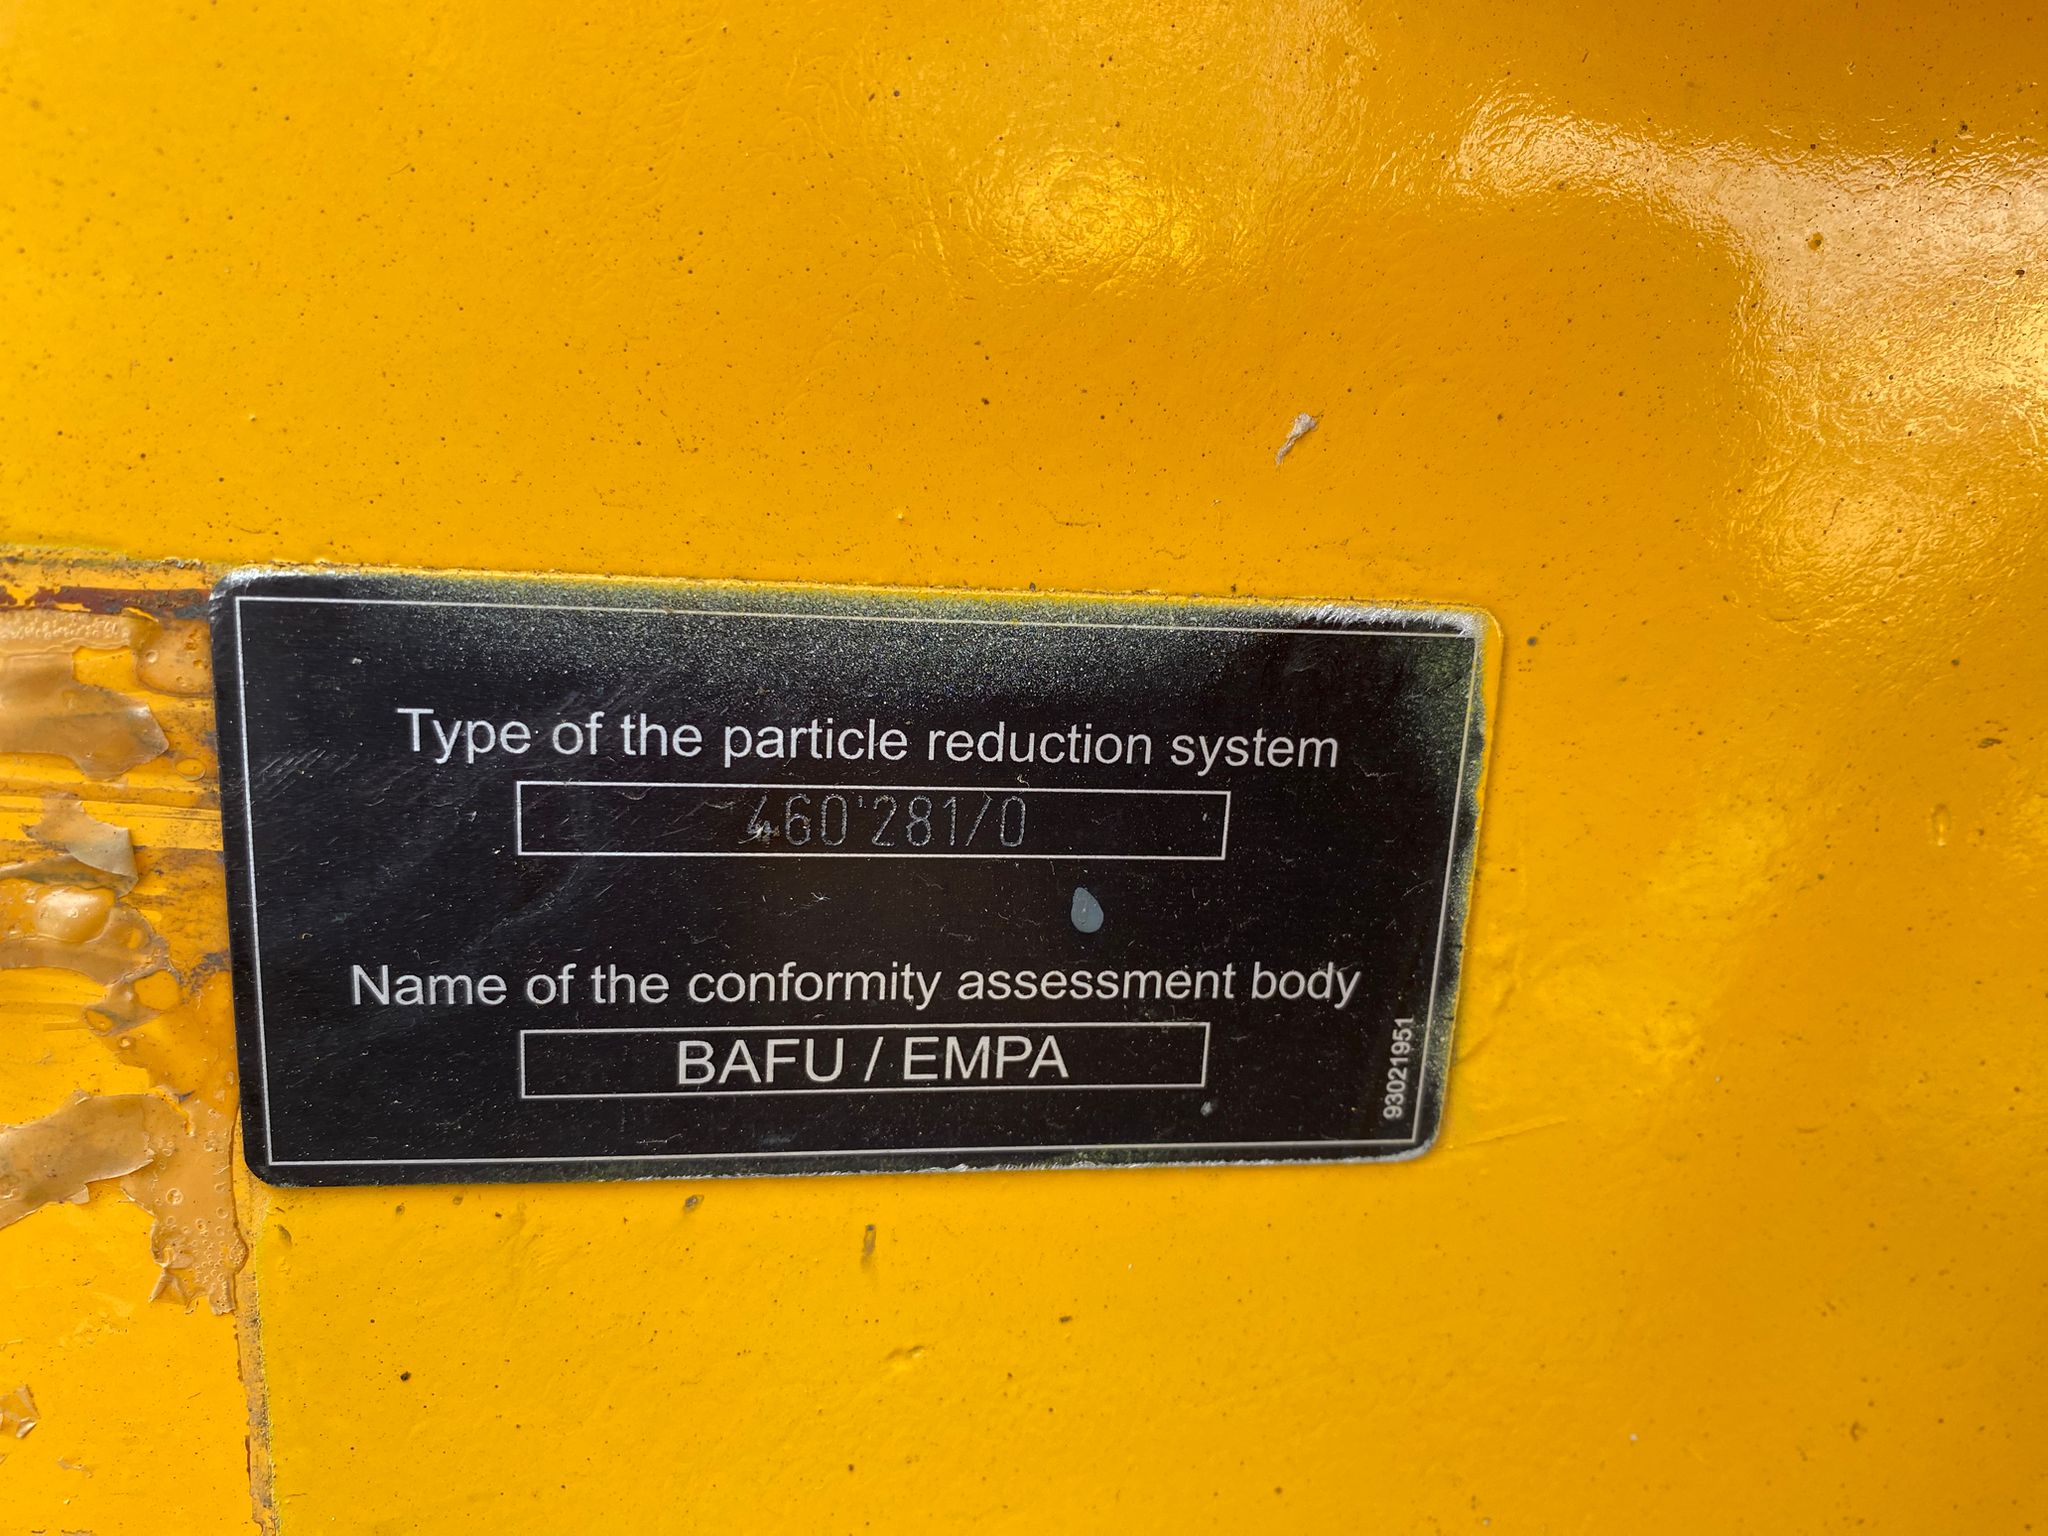 Type of the particle reduction system
460'281/0
Name of the conformity assessment body
BAFU / EMPA
93021951